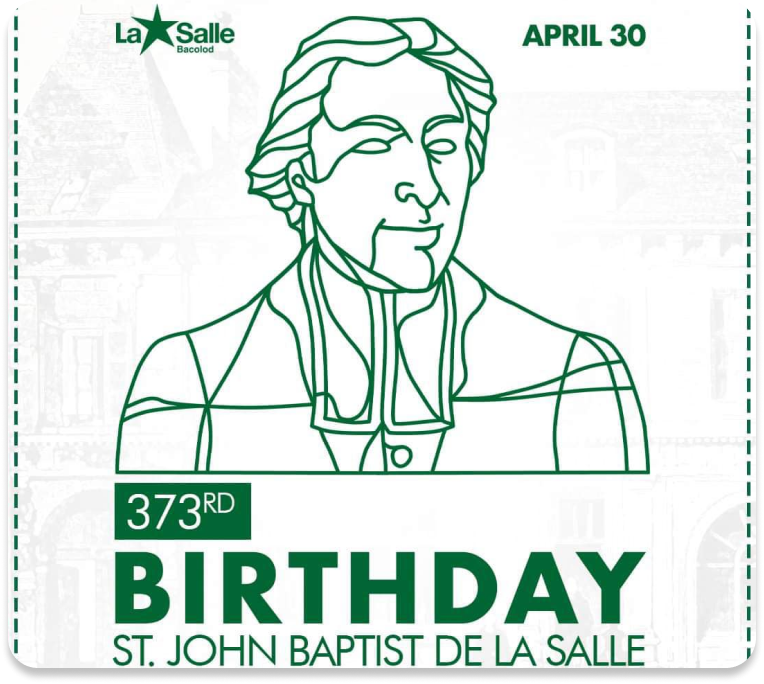 La Salle
Bacolod
APRIL 30
373RD
BIRTHDAY
ST. JOHN BAPTIST DE LA SALLE